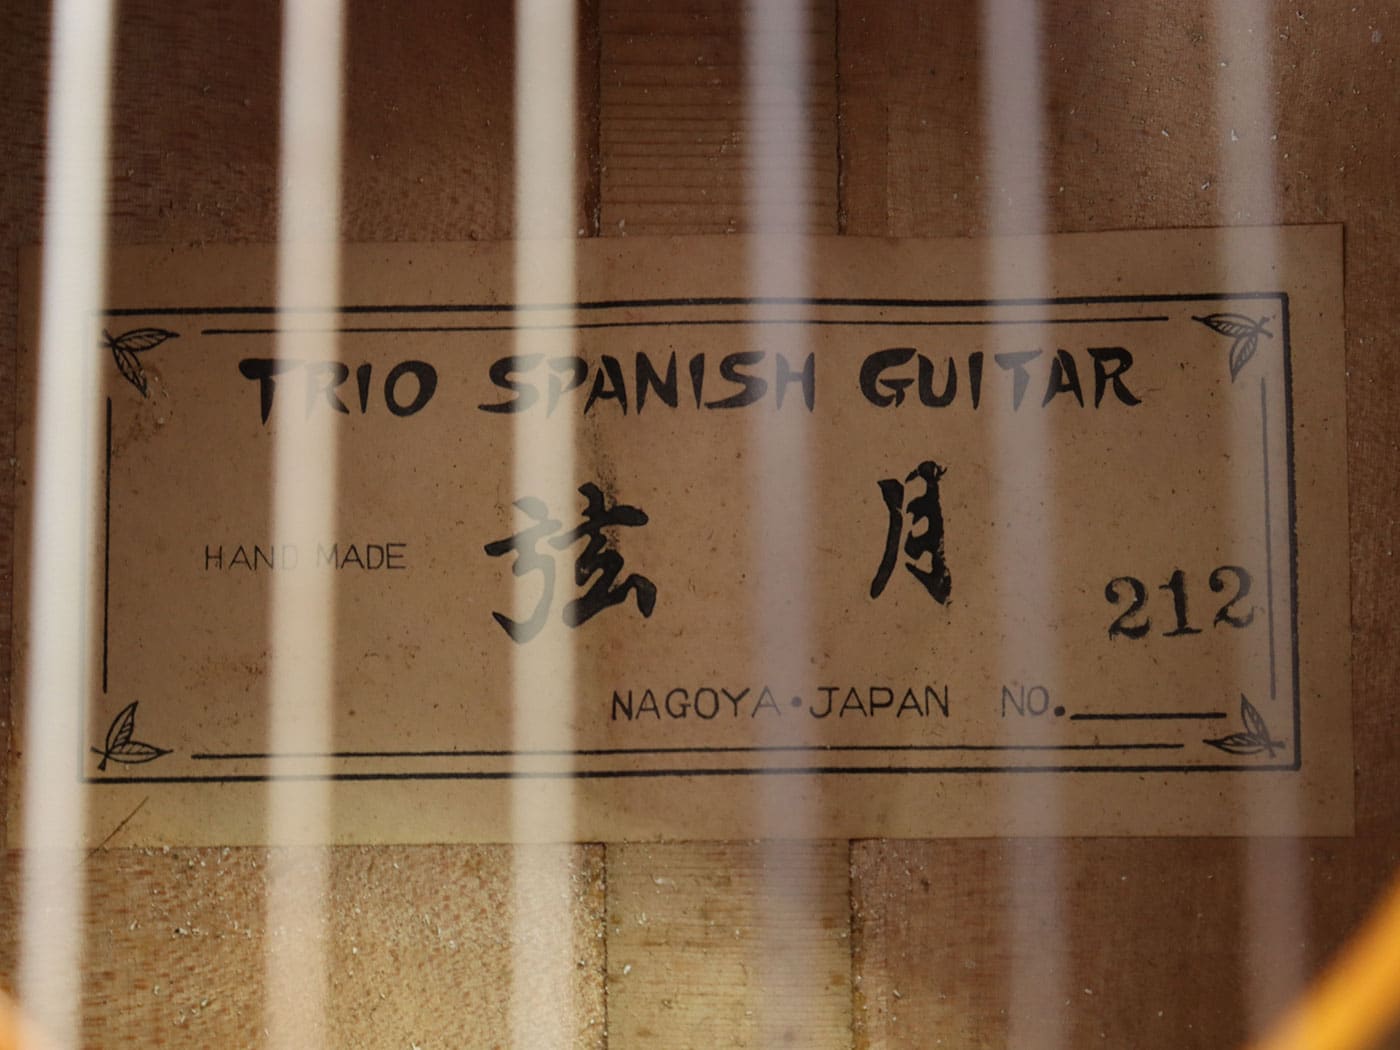 TRIO SPANISH GUITAR
HAND MADE 弦月
212
NAGOYA・JAPAN NO.